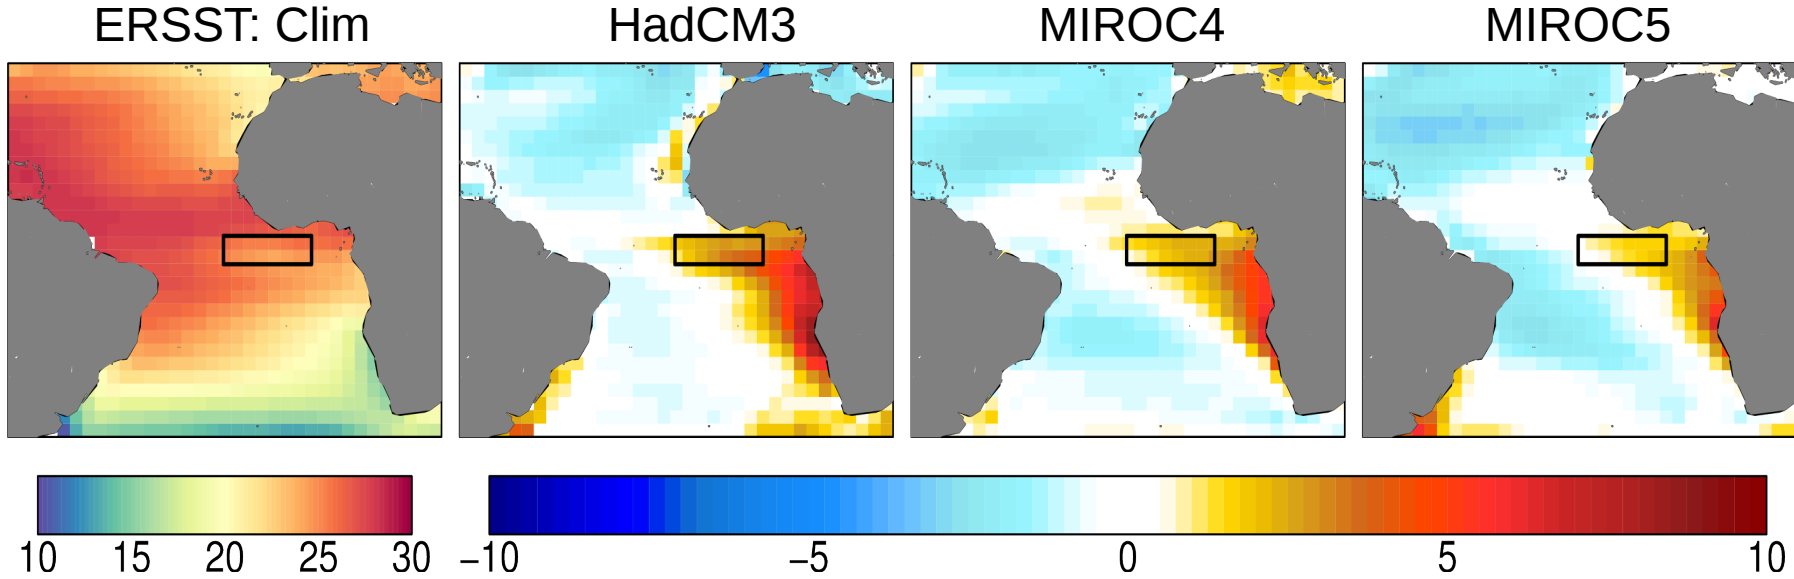 ERSST: Clim HadCM3 MIROC4 MIROC5
10 15 20 25 30 −10 −5 0 5 10